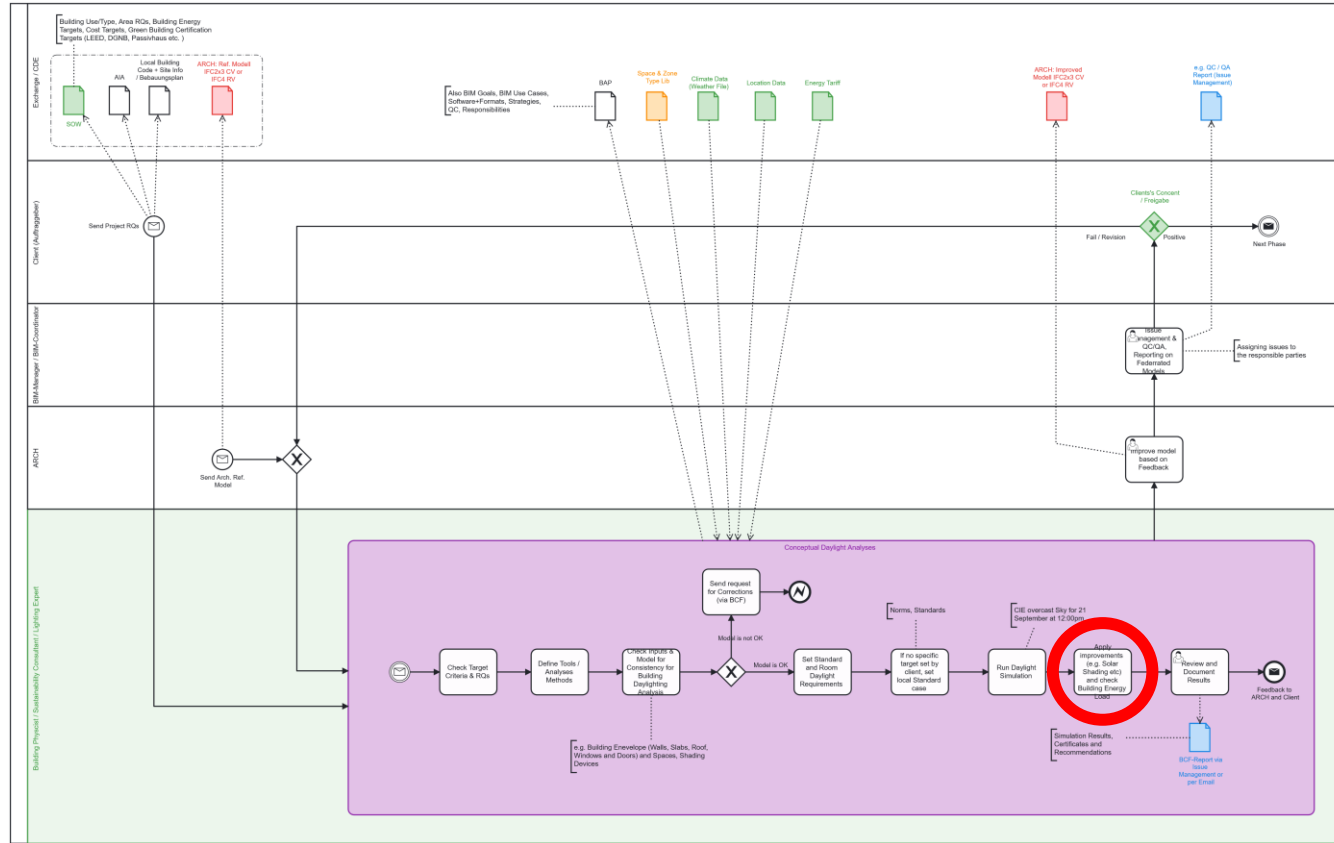 Building Use/Type, Area RQs, Building Energy
Targets, Cost Targets, Green Building Certification
Targets (LEED, DGNB, Passivhaus etc. )
Exchange / CDE
SOW
AIA
Local Building
Code + Site Info
/ Bebauungsplan
ARCH: Ref. Modell
IFC2x3 CV or
IFC4 RV
Also BIM Goals, BIM Use Cases,
Software+Formats, Strategies,
QC, Responsibilities
BAP
Space & Zone
Type Lib
Climate Data
(Weather File)
Location Data
Energy Tariff
ARCH: Improved
Modell IFC2x3 CV
or IFC4 RV
e.g. QC / QA
Report (Issue
Management)
Client (Auftraggeber)
Send Project RQs
Clients's Concent
/ Freigabe
Fail / Revision
Positive
Next Phase
BIM-Manager / BIM-Coordinator
Issue
Management &
QC/QA,
Reporting on
Federrated
Models
Assigning issues to
the responsible parties
ARCH
Send Arch, Ref.
Model
Improve model
based on
Feedback
Building Physcist / Sustainability Consultant / Lighting Expert
Conceptual Daylight Analyses
Send request
for Corrections
(via BCF)
Model is not OK
Model is OK
Check Target
Criteria & RQs
Define Tools /
Analyses
Methods
Check Inputs &
Model for
Consistency for
Building
Daylighting
Analysis
e.g. Building Enevelope (Walls, Slabs, Roof,
Windows and Doors) and Spaces, Shading
Devices
Set Standard
and Room
Daylight
Requirements
Norms, Standards
If no specific
target set by
client, set
local Standard
case
CIE overcast Sky for 21
September at 12:00pm
Run Daylight
Simulation
Apply
improvements
(e.g. Solar
Shading etc)
and check
Building Energy
Load
Review and
Document
Results
Feedback to
ARCH and Client
Simulation Results,
Certificates and
Recommendations
BCF-Report via
Issue
Management or
per Email